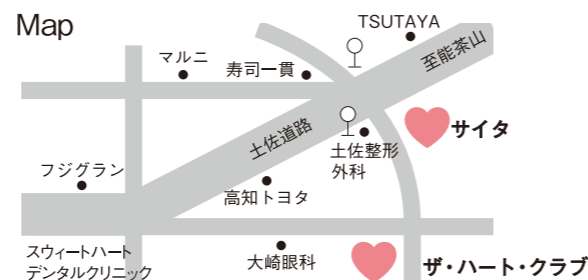 Map
TSUTAYA
至能茶山
マルニ
寿司一貫
サイタ
土佐道路
土佐整形
外科
フジグラン
高知トヨタ
スウィートハート
デンタルクリニック
大崎眼科
ザ・ハート・クラブ